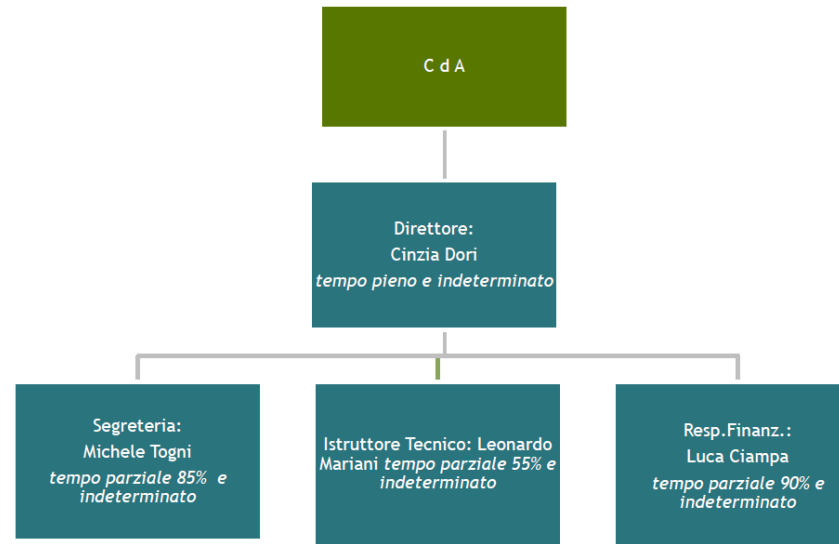 C d A
Direttore:
Cinzia Dori
tempo pieno e indeterminato
Segreteria:
Michele Togni
tempo parziale 85% e
indeterminato
Istruttore Tecnico: Leonardo
Mariani tempo parziale 55% e
indeterminato
Resp.Finanz.:
Luca Ciampa
tempo parziale 90% e
indeterminato